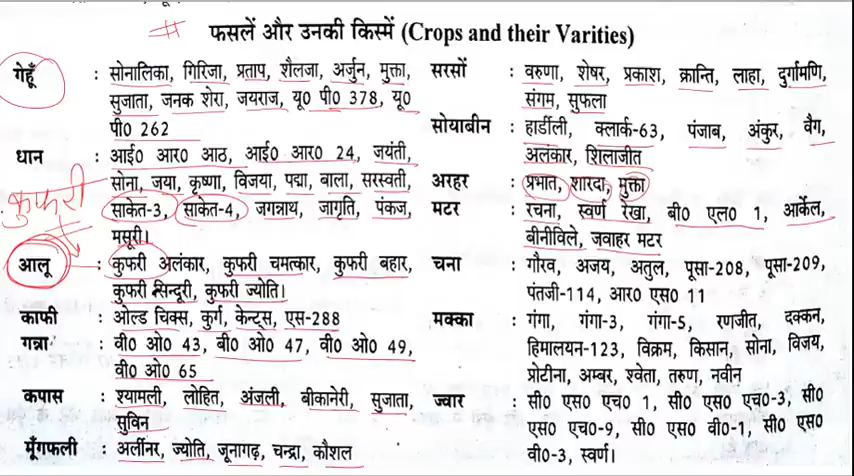 फसलें और उनकी किस्में (Crops and their Varities)
गेहूँ : सोनालिका, गिरिजा, प्रताप, शैलजा, अर्जुन, मुक्ता,
सुजाता, जनक शेरा, जयराज, यू0 पी0 378, यू0
पी0 262
धान : आई0 आर0 आठ, आई0 आर0 24, जयंती,
सोना, जया, कृष्णा, विजया, पद्मा, बाला, सरस्वती,
साकेत-3, साकेत-4, जगन्नाथ, जागृति, पंकज,
मसूरी।
कुफरी
आलू : कुफरी अलंकार, कुफरी चमत्कार, कुफरी बहार,
कुफरी सिन्दूरी, कुफरी ज्योति।
काफी : ओल्ड चिक्स, कुर्ग, केन्ट्स, एस-288
गन्ना : बी0 ओ0 43, बी0 ओ0 47, बी0 ओ0 49,
बी0 ओ0 65
कपास : श्यामली, लोहित, अंजली, बीकानेरी, सुजाता,
सुविन
मूँगफली : अर्लीनर, ज्योति, जूनागढ़, चन्द्रा, कौशल
सरसों : वरुणा, शेषर, प्रकाश, क्रान्ति, लाहा, दुर्गामणि,
संगम, सुफला
सोयाबीन : हार्डीली, क्लार्क-63, पंजाब, अंकुर, वैग,
अलंकार, शिलाजीत
अरहर : प्रभात, शारदा, मुक्ता
मटर : रचना, स्वर्ण रेखा, बी0 एल0 1, आर्केल,
बीनीविले, जवाहर मटर
चना : गौरव, अजय, अतुल, पूसा-208, पूसा-209,
पंतजी-114, आर0 एस0 11
मक्का : गंगा, गंगा-3, गंगा-5, रणजीत, दक्कन,
हिमालयन-123, विक्रम, किसान, सोना, विजय,
प्रोटीना, अम्बर, श्वेता, तरुण, नवीन
ज्वार : सी0 एस0 एच0 1, सी0 एस0 एच0-3, सी0
एस0 एच0-9, सी0 एस0 वी0-1, सी0 एस0
वी0-3, स्वर्ण।